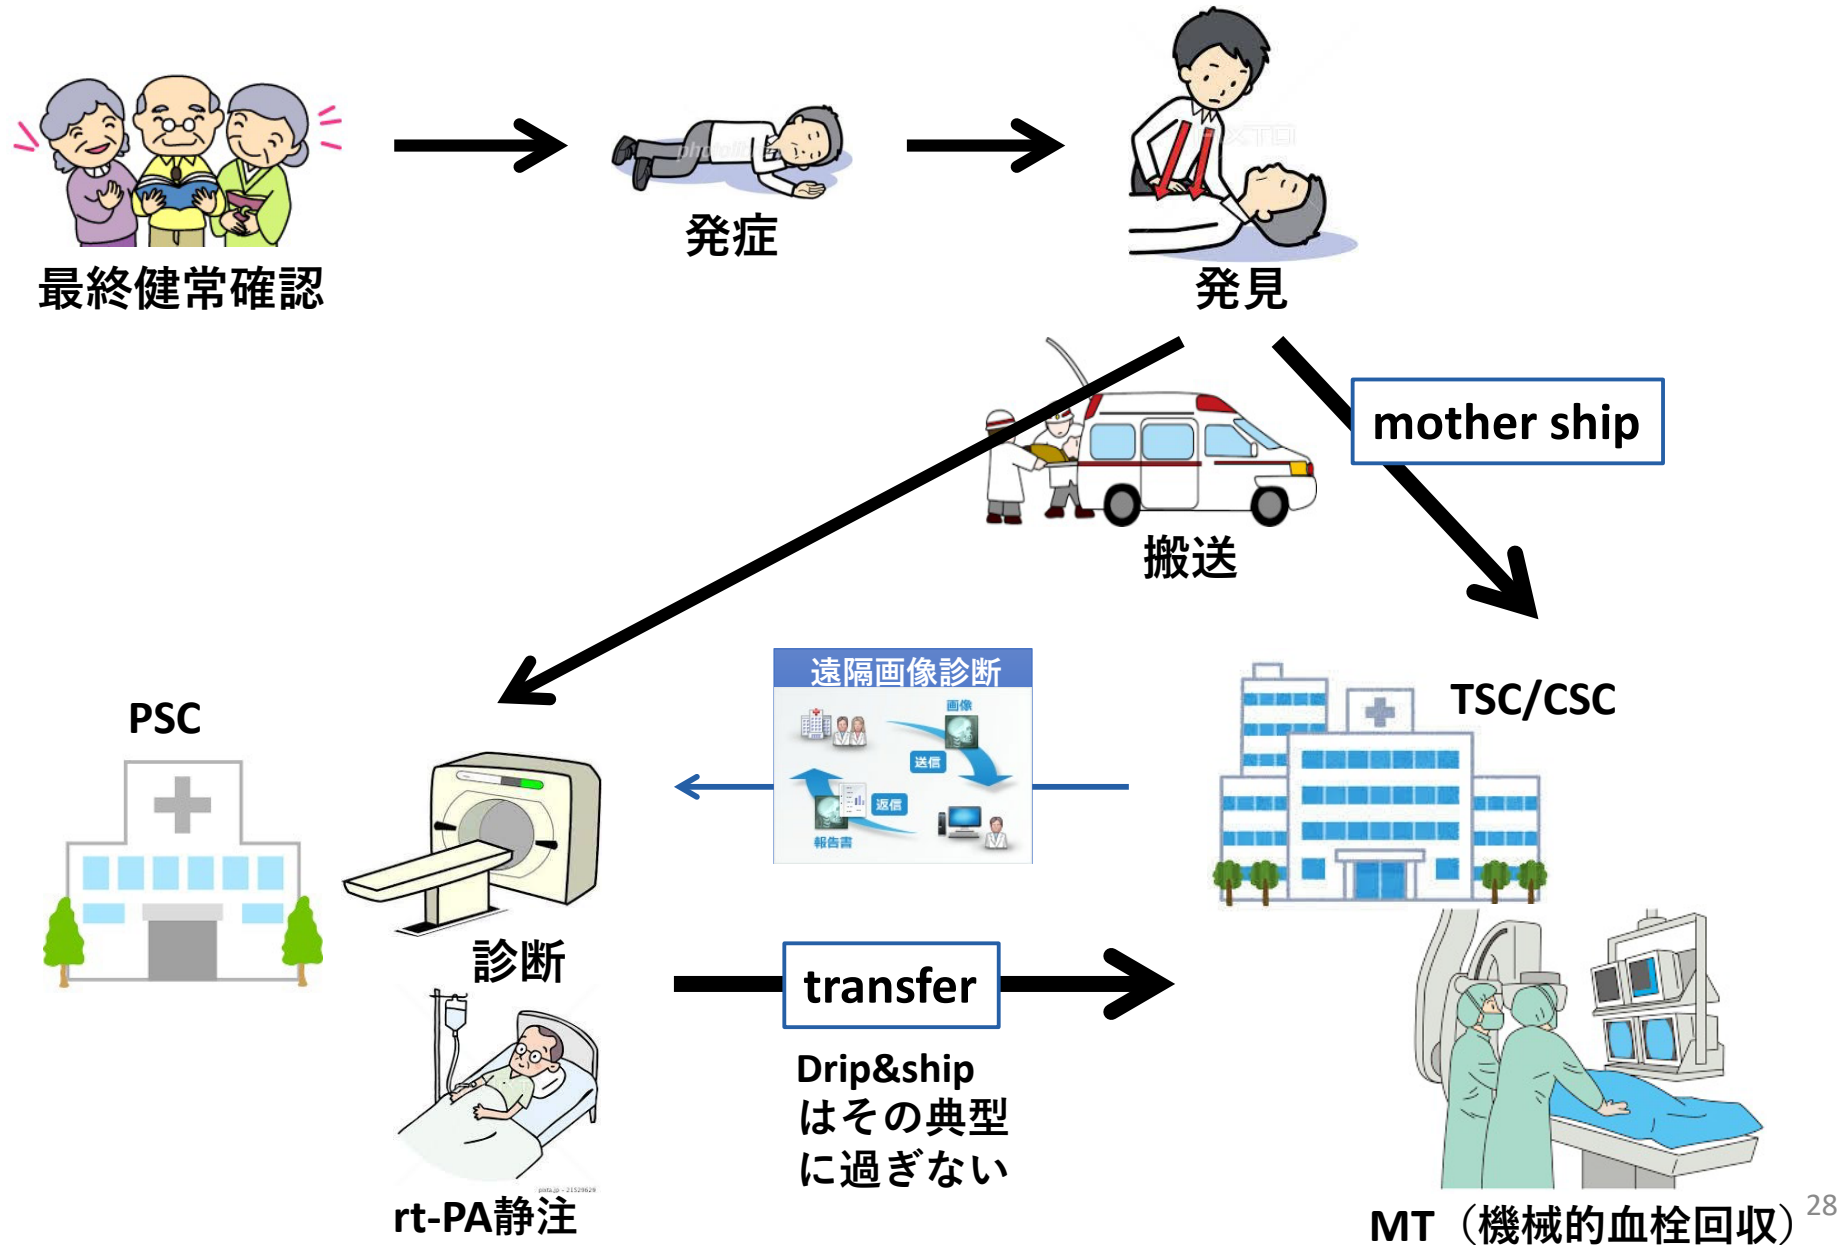 最終健常確認
発症
発見
mother ship
搬送
PSC
遠隔画像診断
画像
送信
返信
報告書
TSC/CSC
診断
transfer
Drip&ship
はその典型
に過ぎない
pixta.jp - 21529629
rt-PA静注
MT（機械的血栓回収）
28